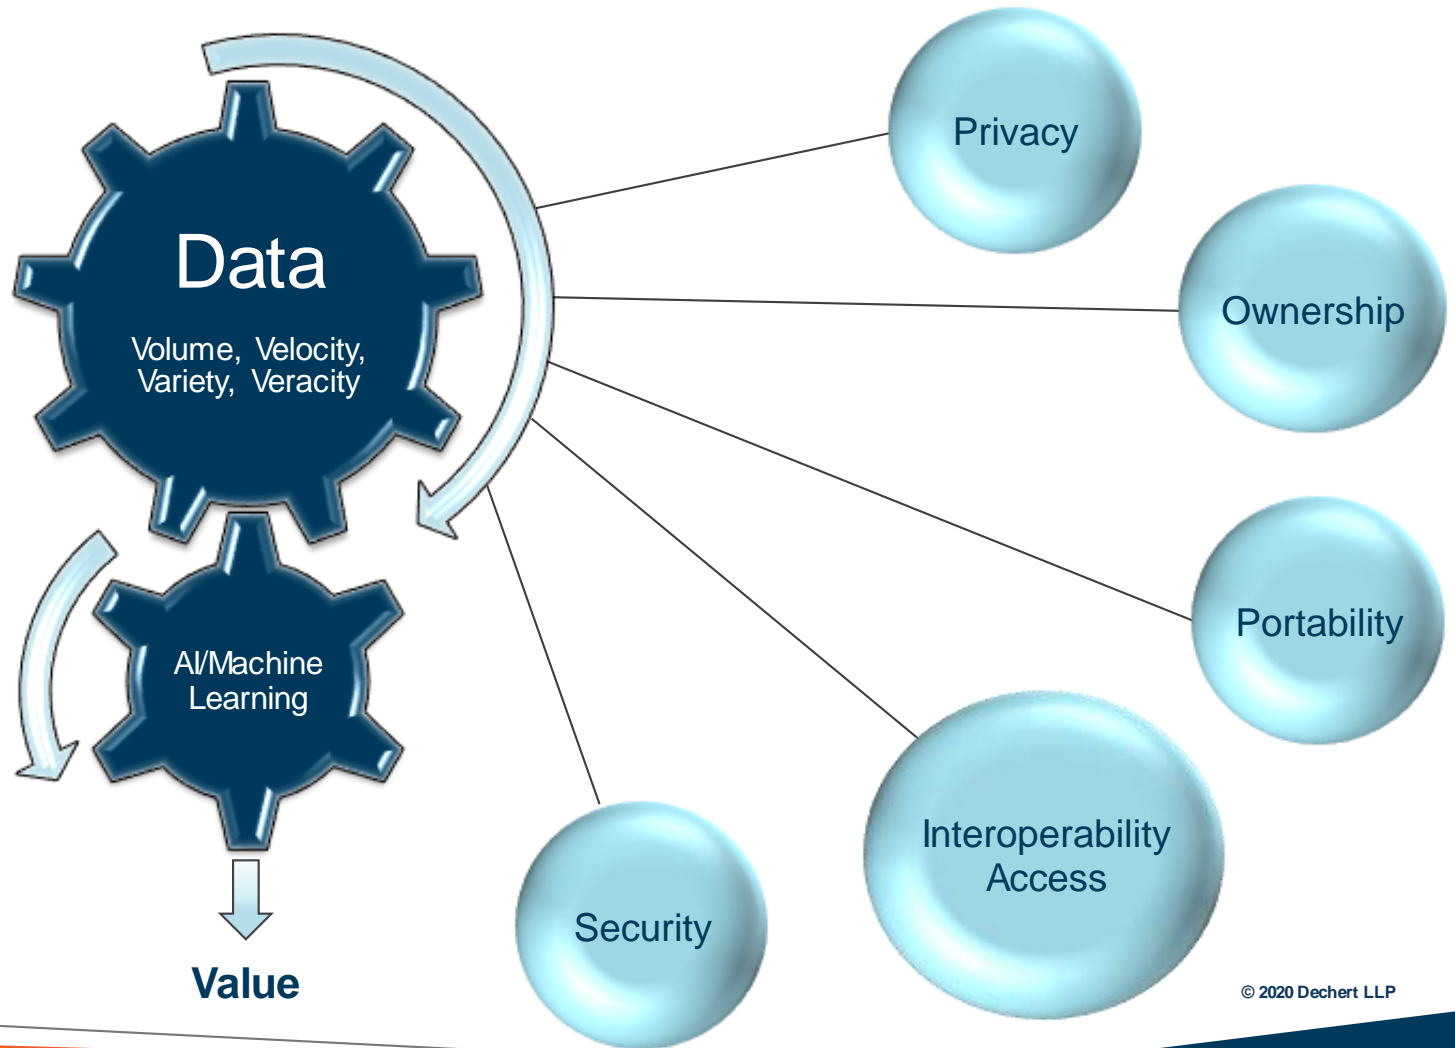 Data
Volume, Velocity,
Variety, Veracity
AI/Machine
Learning
Value
Privacy
Ownership
Portability
Interoperability
Access
Security
© 2020 Dechert LLP